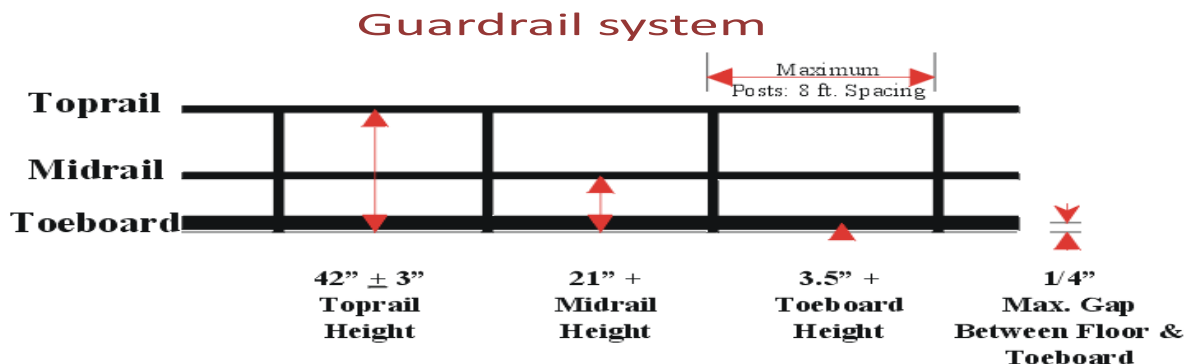 Guardrail system
Maximum
Posts: 8 ft. Spacing
Toprail
Midrail
Toeboard
42” ± 3”
Toprail
Height
21” +
Midrail
Height
3.5” +
Toeboard
Height
1/4”
Max. Gap
Between Floor &
Toeboard